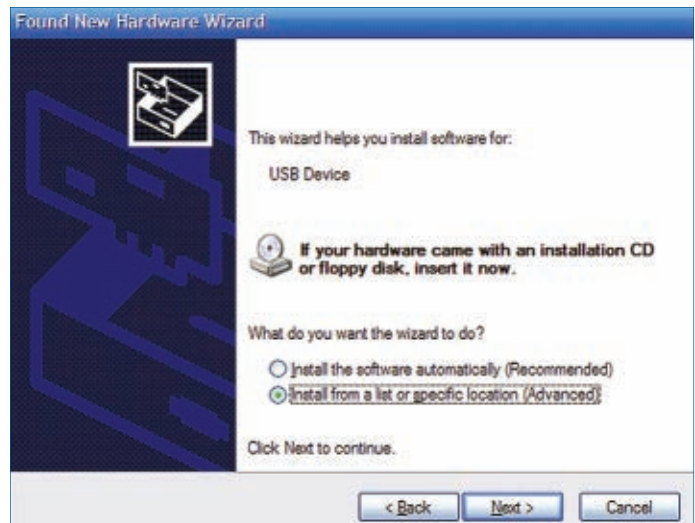 Found New Hardware Wizard
This wizard helps you install software for:
USB Device
If your hardware came with an installation CD
or floppy disk, insert it now.
What do you want the wizard to do?
Install the software automatically (Recommended)
Install from a list or specific location (Advanced)
Click Next to continue.
< Back
Next >
Cancel